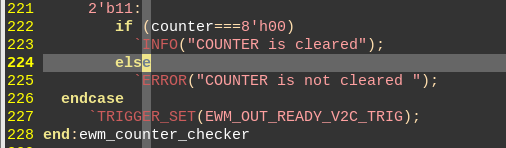 221      2'b11:
222         if (counter===8'h00)
223           `INFO("COUNTER is cleared");
224         else
225           `ERROR("COUNTER is not cleared ");
226   endcase
227      `TRIGGER_SET(EWM_OUT_READY_V2C_TRIG);
228 end:ewm_counter_checker